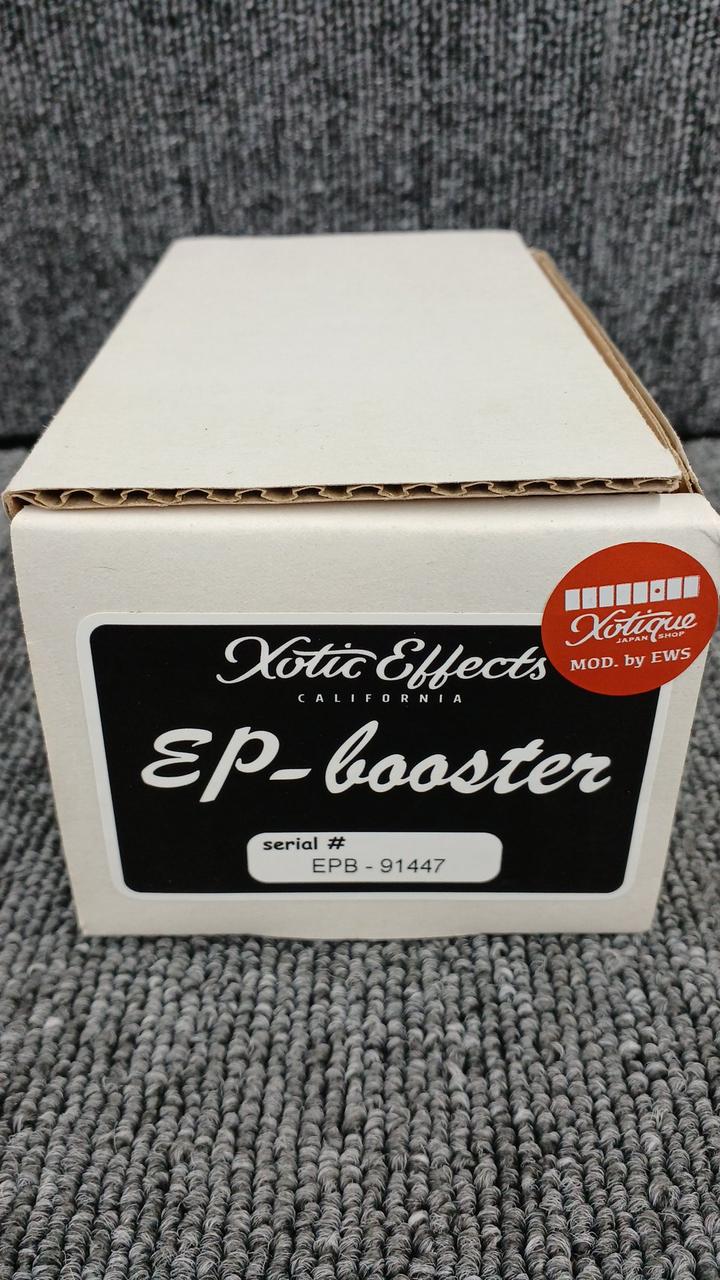 Xotic Effects
CALIFORNIA
EP-booster
serial #
EPB - 91447
Xotique
JAPAN SHOP
MOD. by EWS